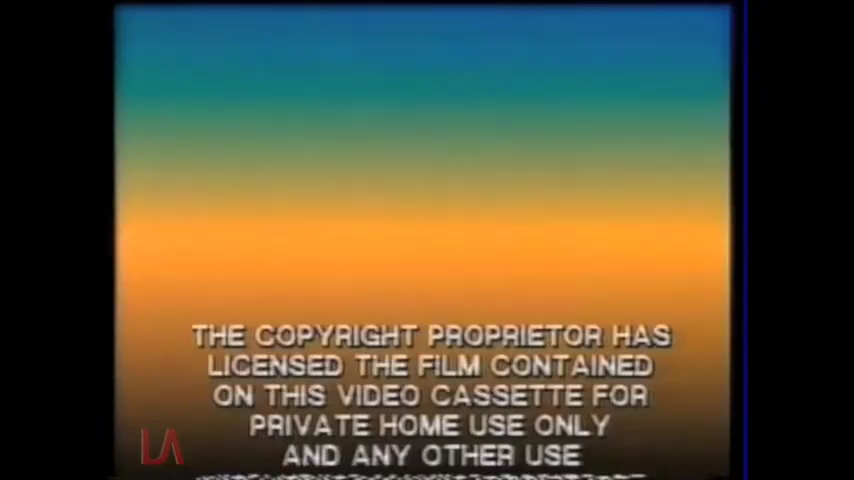 THE COPYRIGHT PROPRIETOR HAS
LICENSED THE FILM CONTAINED
ON THIS VIDEO CASSETTE FOR
PRIVATE HOME USE ONLY
AND ANY OTHER USE
LA